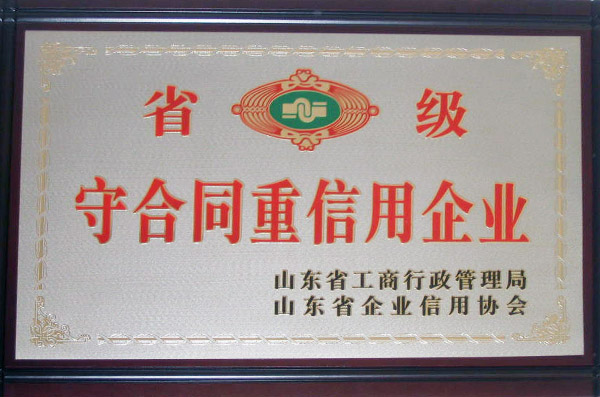 省 级
守合同重信用企业
山东省工商行政管理局
山东省企业信用协会